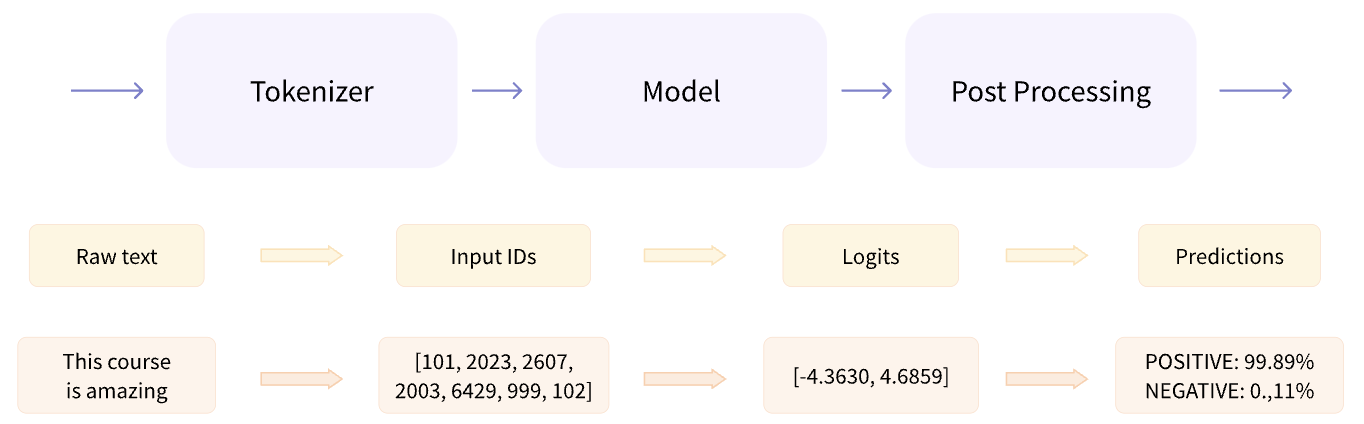 Tokenizer
Model
Post Processing
Raw text
Input IDs
Logits
Predictions
This course
is amazing
[101, 2023, 2607,
2003, 6429, 999, 102]
[-4.3630, 4.6859]
POSITIVE: 99.89%
NEGATIVE: 0.,11%